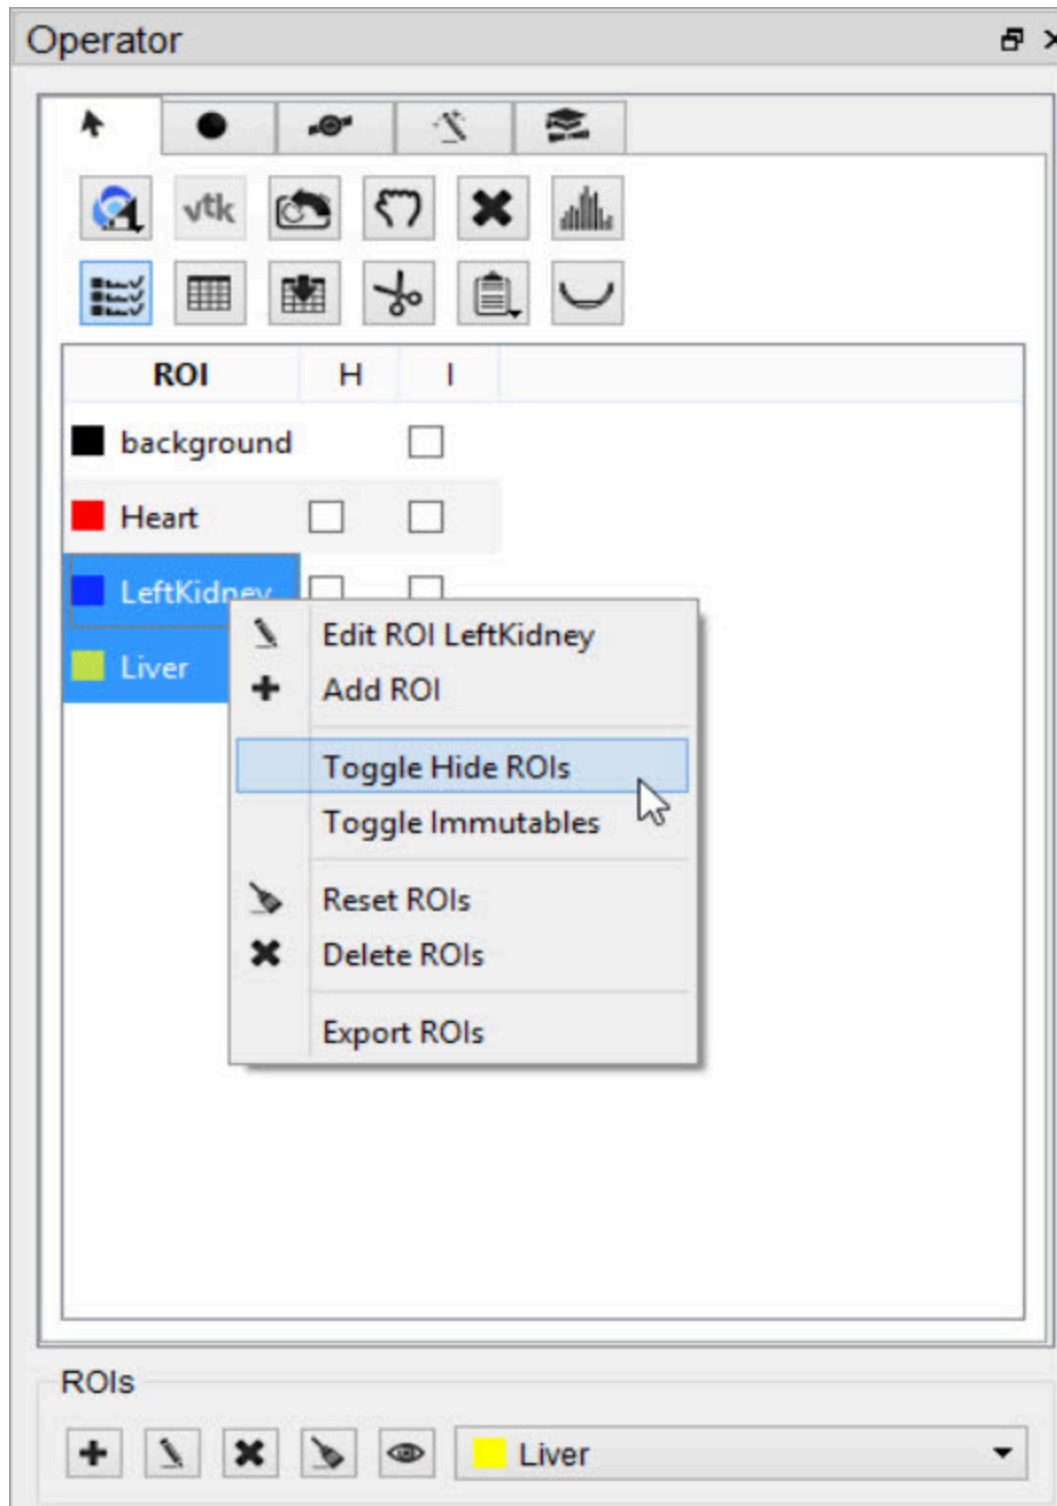 Operator
vtk
ROI H I
background
Heart
LeftKidney
Liver
Edit ROI LeftKidney
Add ROI
Toggle Hide ROIs
Toggle Immutables
Reset ROIs
Delete ROIs
Export ROIs
ROIs
Liver